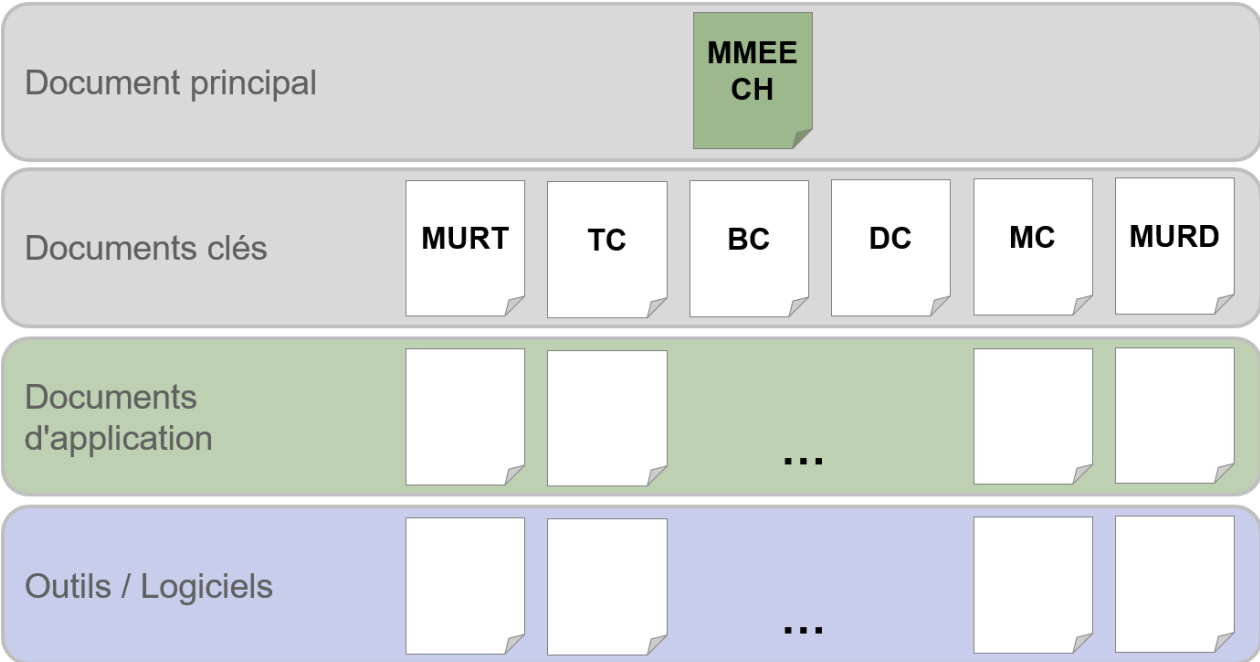 Document principal
MMEE
CH
Documents clés
MURT
TC
BC
DC
MC
MURD
Documents
d'application
...
Outils / Logiciels
...